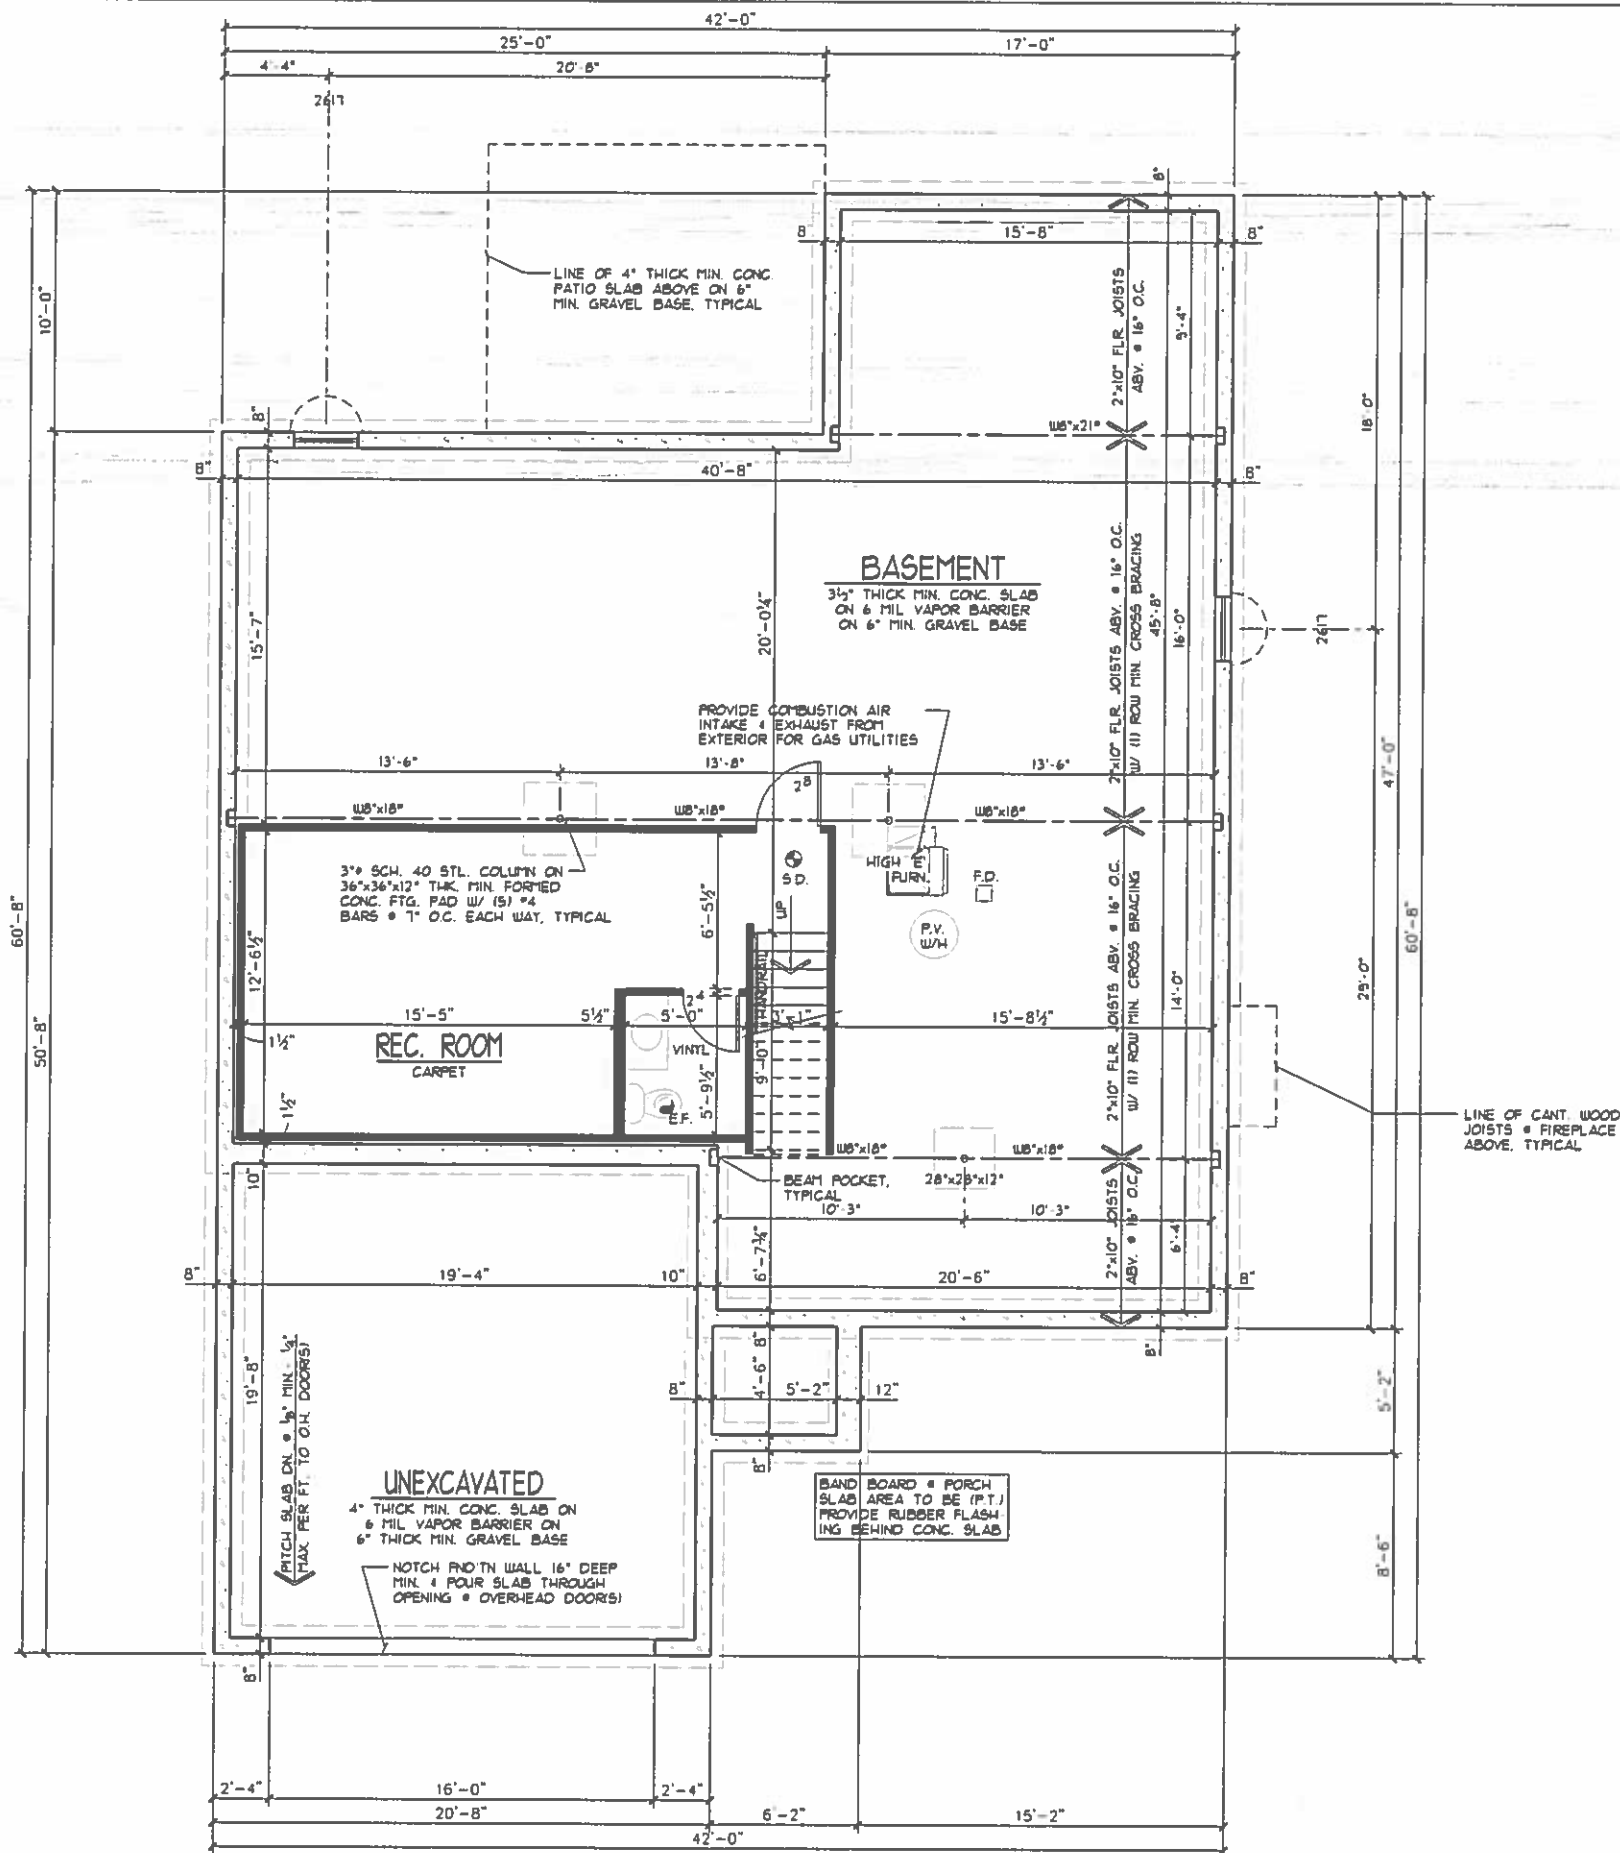 42'-0"
25'-0"
17'-0"
4'-4"
20'-8"
2617
8"
8"
15'-8"
8"
LINE OF 4" THICK MIN. CONC.
PATIO SLAB ABOVE ON 6"
MIN. GRAVEL BASE, TYPICAL
10'-0"
2"x10" FLR. JOISTS
ABV. @ 16" O.C.
9'-4"
18'-0"
8"
W8"x21#
8"
40'-8"
8"
BASEMENT
3½" THICK MIN. CONC. SLAB
ON 6 MIL VAPOR BARRIER
ON 6" MIN. GRAVEL BASE
15'-7"
20'-0¼"
2"x10" FLR. JOISTS ABV. @ 16" O.C.
W/ (1) ROW MIN. CROSS BRACING
45'-8"
16'-0"
2617
PROVIDE COMBUSTION AIR
INTAKE & EXHAUST FROM
EXTERIOR FOR GAS UTILITIES
47'-0"
13'-6"
13'-8"
13'-6"
2⁸
W8"x18#
W8"x18#
W8"x18#
3"ø SCH. 40 STL. COLUMN ON
36"x36"x12" THK. MIN. FORMED
CONC. FTG. PAD W/ (5) #4
BARS @ 7" O.C. EACH WAY, TYPICAL
S.D.
HIGH E
FURN.
F.D.
UP
6'-5½"
P.V.
W/H
60'-8"
60'-8"
12'-6½"
HANDRAIL
2"x10" FLR. JOISTS ABV. @ 16" O.C.
W/ (1) ROW MIN. CROSS BRACING
14'-0"
29'-0"
50'-8"
2⁴
15'-5"
5½"
5'-0"
3'-1"
15'-8½"
1½"
REC. ROOM
CARPET
VINYL
9'-0"
1½"
5'-9½"
E.F.
LINE OF CANT. WOOD
JOISTS @ FIREPLACE
ABOVE, TYPICAL
W8"x18#
W8"x18#
10"
BEAM POCKET,
TYPICAL
28"x28"x12"
10'-3"
10'-3"
2"x10" JOISTS
ABV. @ 16" O.C.
6'-4"
8"
19'-4"
10"
20'-6"
8"
PITCH SLAB DN. @ ⅛" MIN. - ¼"
MAX. PER FT. TO O.H. DOOR(S)
19'-8"
8"
4'-6"
8"
5'-2"
12"
8"
8"
5'-2"
UNEXCAVATED
4" THICK MIN. CONC. SLAB ON
6 MIL VAPOR BARRIER ON
6" THICK MIN. GRAVEL BASE
BAND BOARD @ PORCH
SLAB AREA TO BE (P.T.)
PROVIDE RUBBER FLASH-
ING BEHIND CONC. SLAB
NOTCH FND'TN WALL 16" DEEP
MIN. & POUR SLAB THROUGH
OPENING @ OVERHEAD DOOR(S)
8'-6"
8"
2'-4"
16'-0"
2'-4"
20'-8"
6'-2"
15'-2"
42'-0"